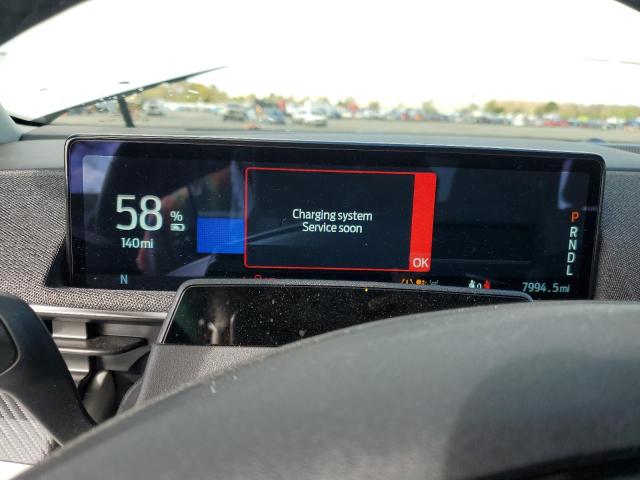 58 %
140mi
N
Charging system
Service soon
OK
P
R
N
D
L
7994.5mi